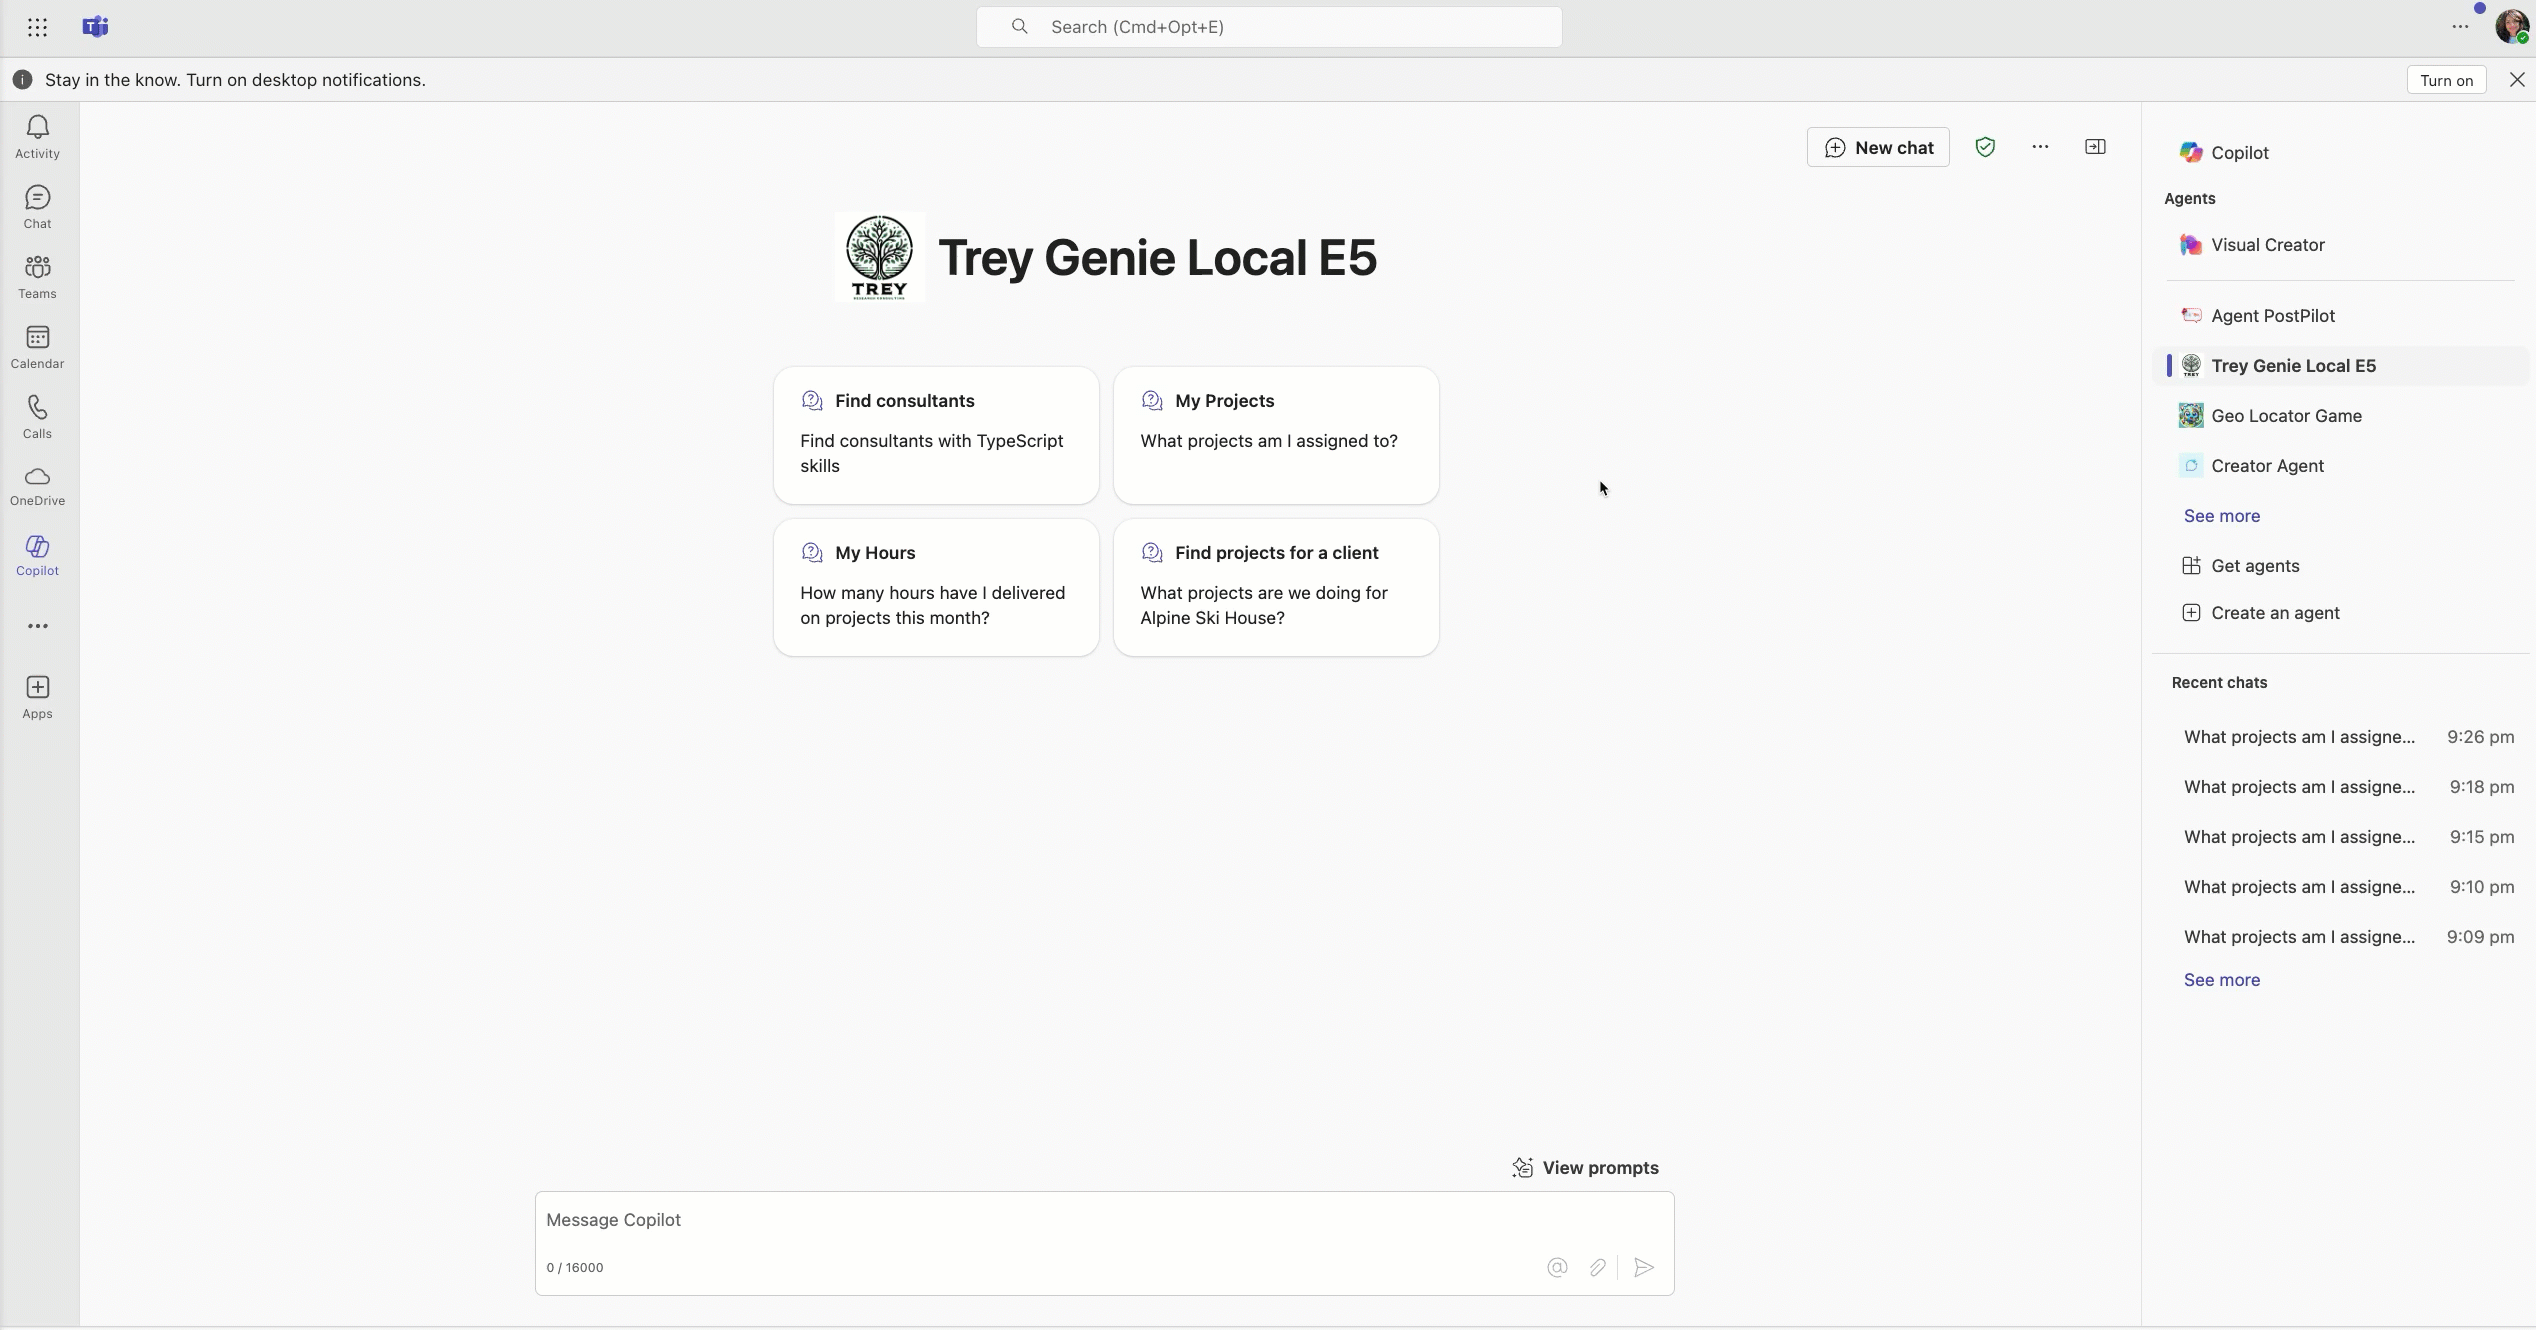 Search (Cmd+Opt+E)
Stay in the know. Turn on desktop notifications.
Turn on
Activity
Chat
Teams
Calendar
Calls
OneDrive
Copilot
Apps
New chat
TREY
Trey Genie Local E5
Find consultants
Find consultants with TypeScript
skills
My Projects
What projects am I assigned to?
My Hours
How many hours have I delivered
on projects this month?
Find projects for a client
What projects are we doing for
Alpine Ski House?
View prompts
Message Copilot
0 / 16000
Copilot
Agents
Visual Creator
Agent PostPilot
Trey Genie Local E5
Geo Locator Game
Creator Agent
See more
Get agents
Create an agent
Recent chats
What projects am I assigne... 9:26 pm
What projects am I assigne... 9:18 pm
What projects am I assigne... 9:15 pm
What projects am I assigne... 9:10 pm
What projects am I assigne... 9:09 pm
See more